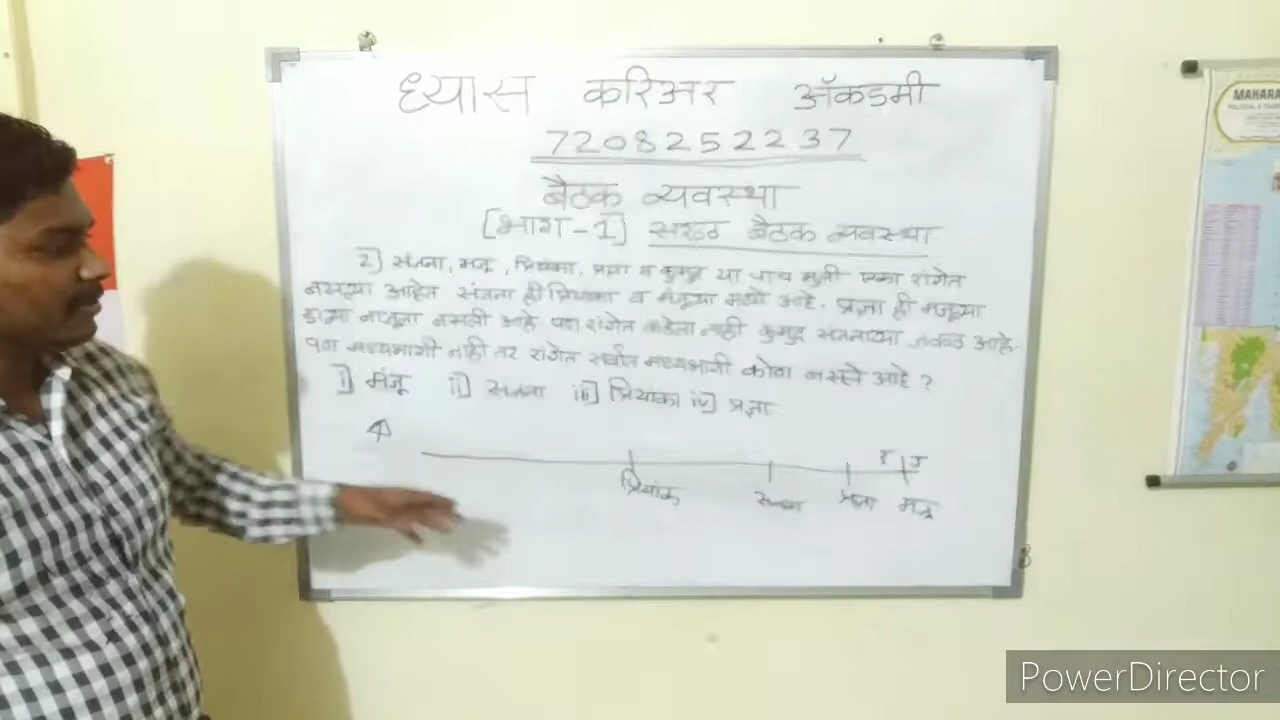 ध्यास करिअर ॲकडमी
7208252237
बैठक व्यवस्था
[भाग-1] सरळ बैठक व्यवस्था
2) संजना, मंजू, प्रियंका, प्रज्ञा व कुमुद या पाच मुली एका रांगेत
बसल्या आहेत संजना ही प्रियंका व मंजूच्या मध्ये आहे. प्रज्ञा ही मंजूच्या
डाव्या बाजूला बसली आहे पण रांगेत कडेला नाही कुमुद संजनाच्या जवळ आहे.
पण मध्यभागी नाही तर रांगेत सर्वात मध्यभागी कोण बसले आहे ?
i) मंजू ii) संजना iii) प्रियांका iv) प्रज्ञा
प्रियांक संजना प्रज्ञा मंजू
MAHARA
PowerDirector